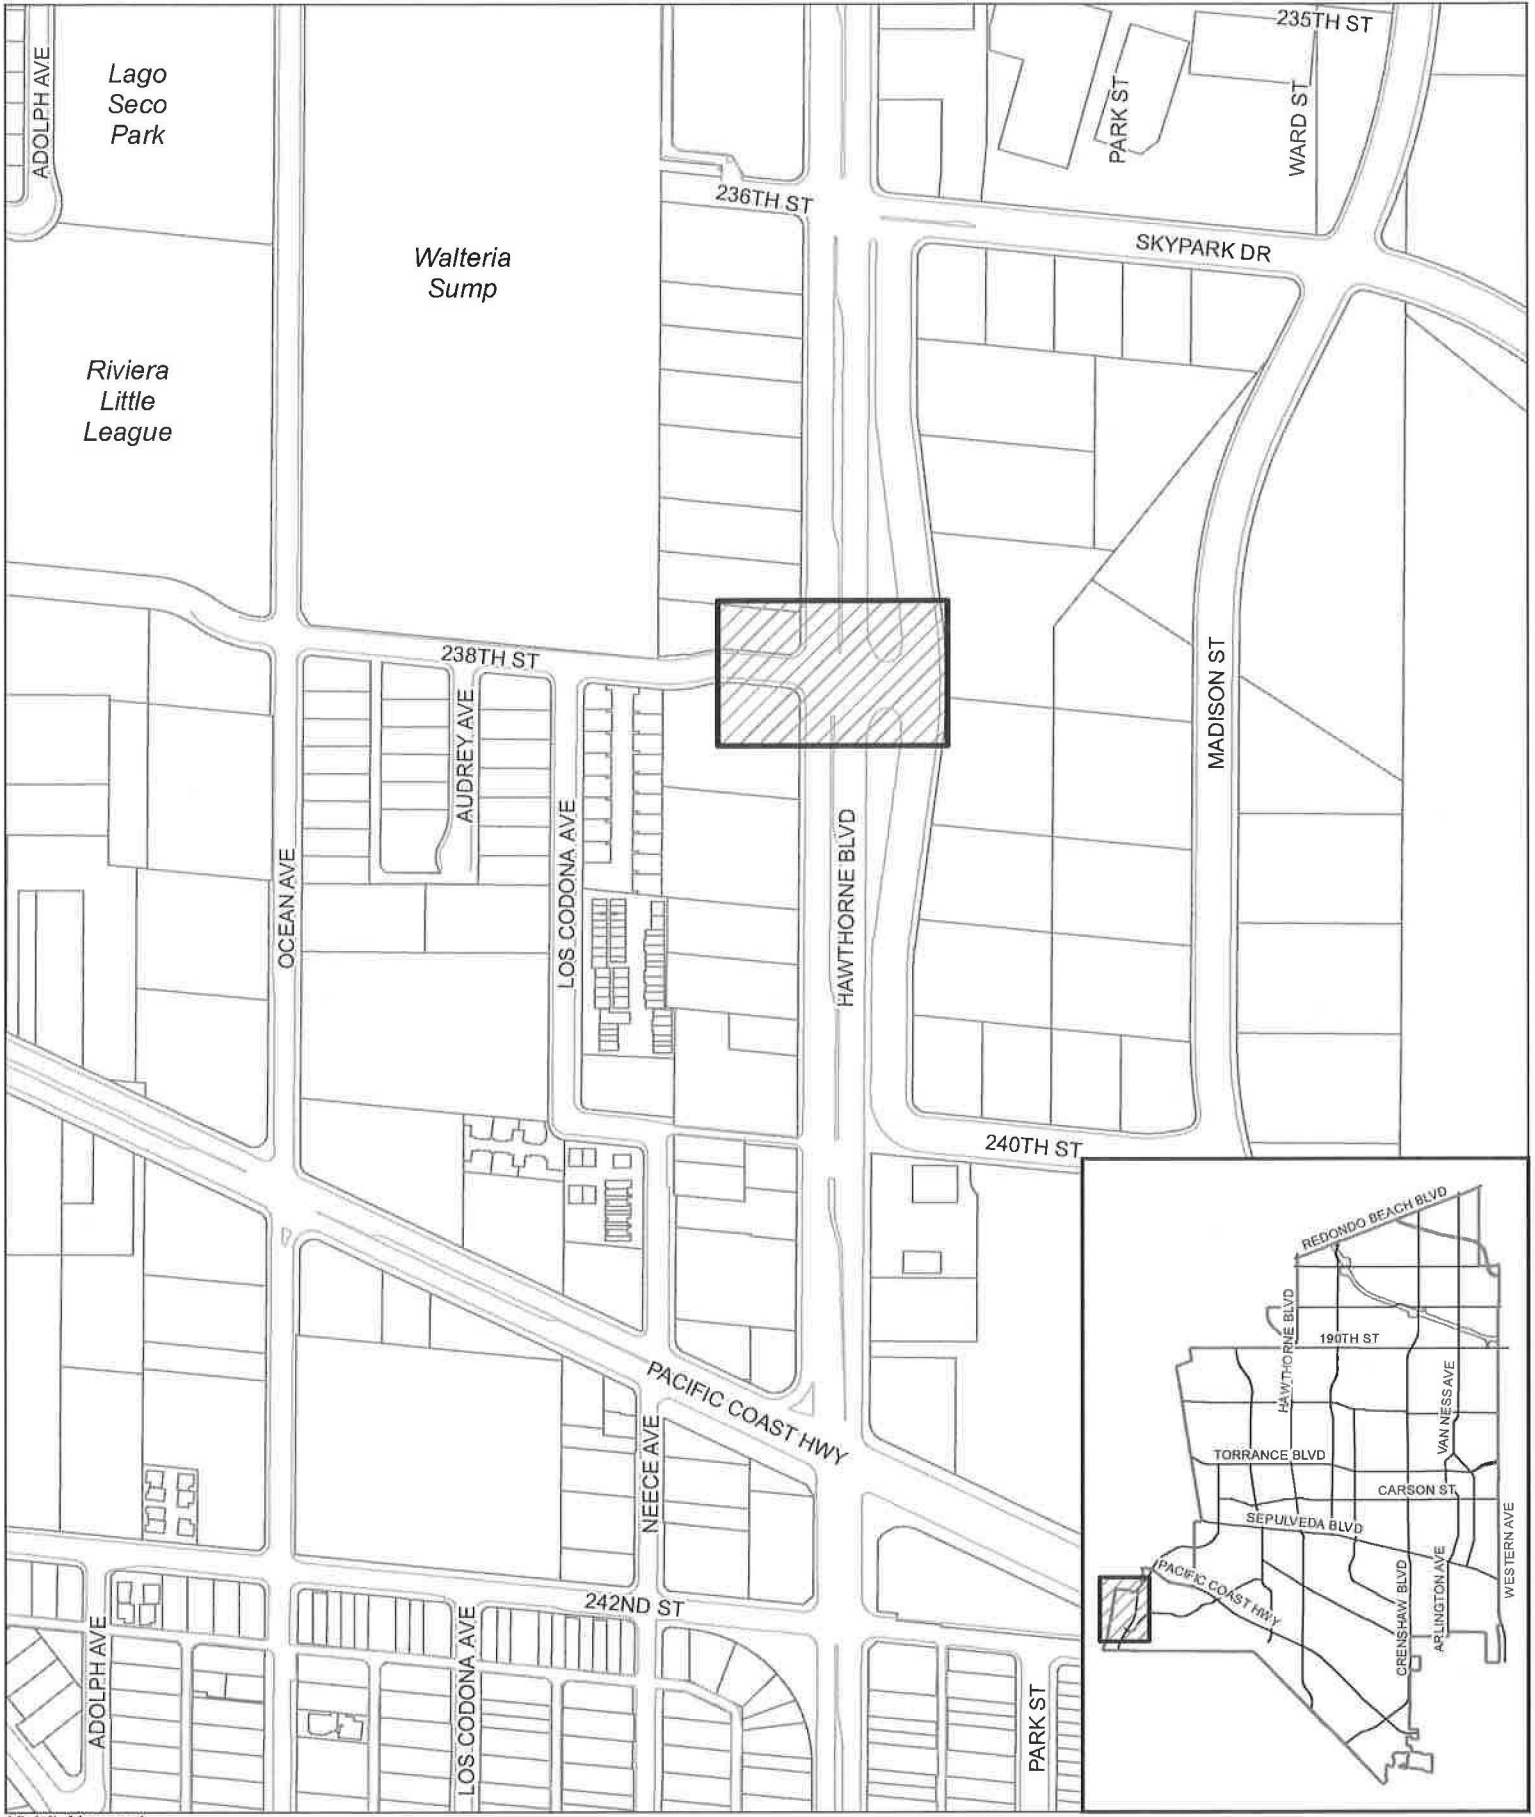 235TH ST
ADOLPH AVE
Lago
Seco
Park
PARK ST
WARD ST
236TH ST
SKYPARK DR
Walteria
Sump
Riviera
Little
League
238TH ST
AUDREY AVE
MADISON ST
LOS CODONA AVE
HAWTHORNE BLVD
OCEAN AVE
240TH ST
PACIFIC COAST HWY
NEECE AVE
242ND ST
ADOLPH AVE
LOS CODONA AVE
PARK ST
REDONDO BEACH BLVD
HAWTHORNE BLVD
190TH ST
VAN NESS AVE
TORRANCE BLVD
CARSON ST
SEPULVEDA BLVD
WESTERN AVE
PACIFIC COAST HWY
CRENSHAW BLVD
ARLINGTON AVE